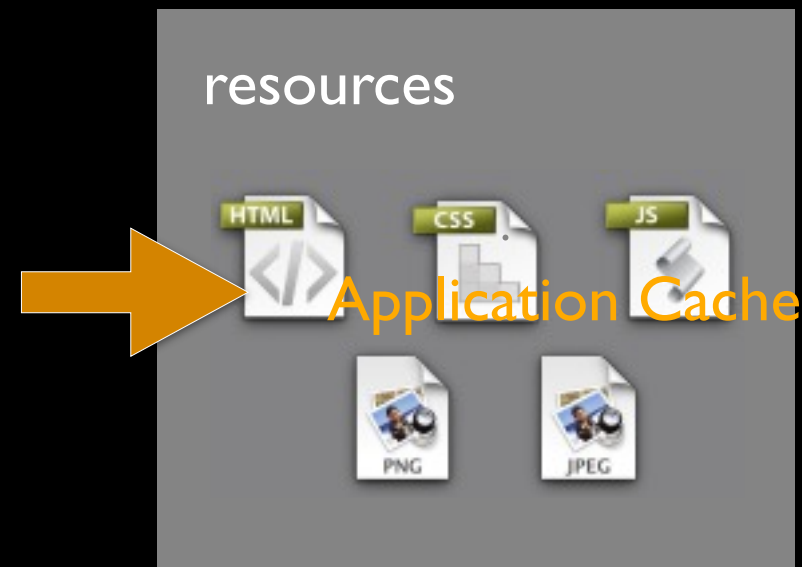 resources
HTML
CSS
JS
Application Cache
PNG
JPEG